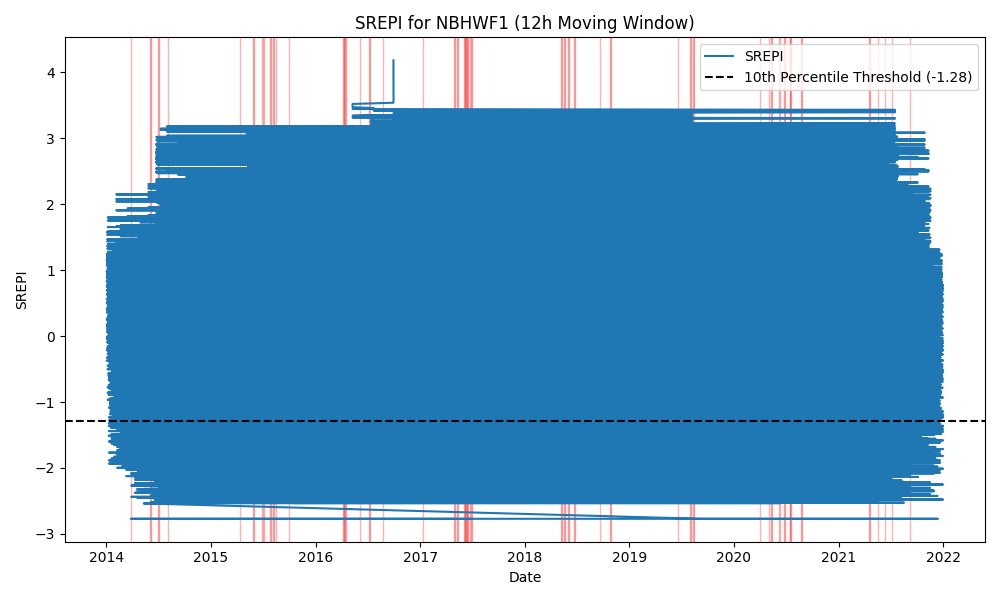 SREPI for NBHWF1 (12h Moving Window)
SREPI
10th Percentile Threshold (-1.28)
4
3
2
1
0
−1
−2
−3
SREPI
2014 2015 2016 2017 2018 2019 2020 2021 2022
Date